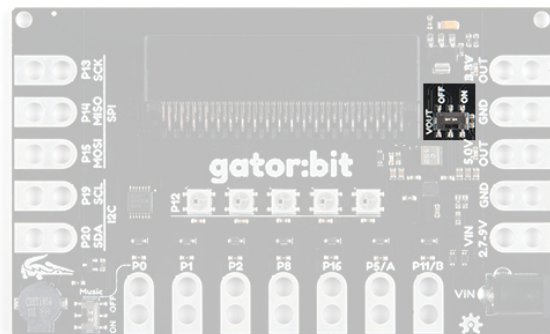 P13 SCK
P14 MISO
P15 MOSI
SPI
P19 SCL
P20 SDA
I2C
gator:bit
P12
VOUT
OFF
ON
3.3V OUT
GND
5.0V OUT
GND
VIN 2.7-9V
Music
OFF
ON
P0
P1
P2
P8
P16
P5/A
P11/B
VIN